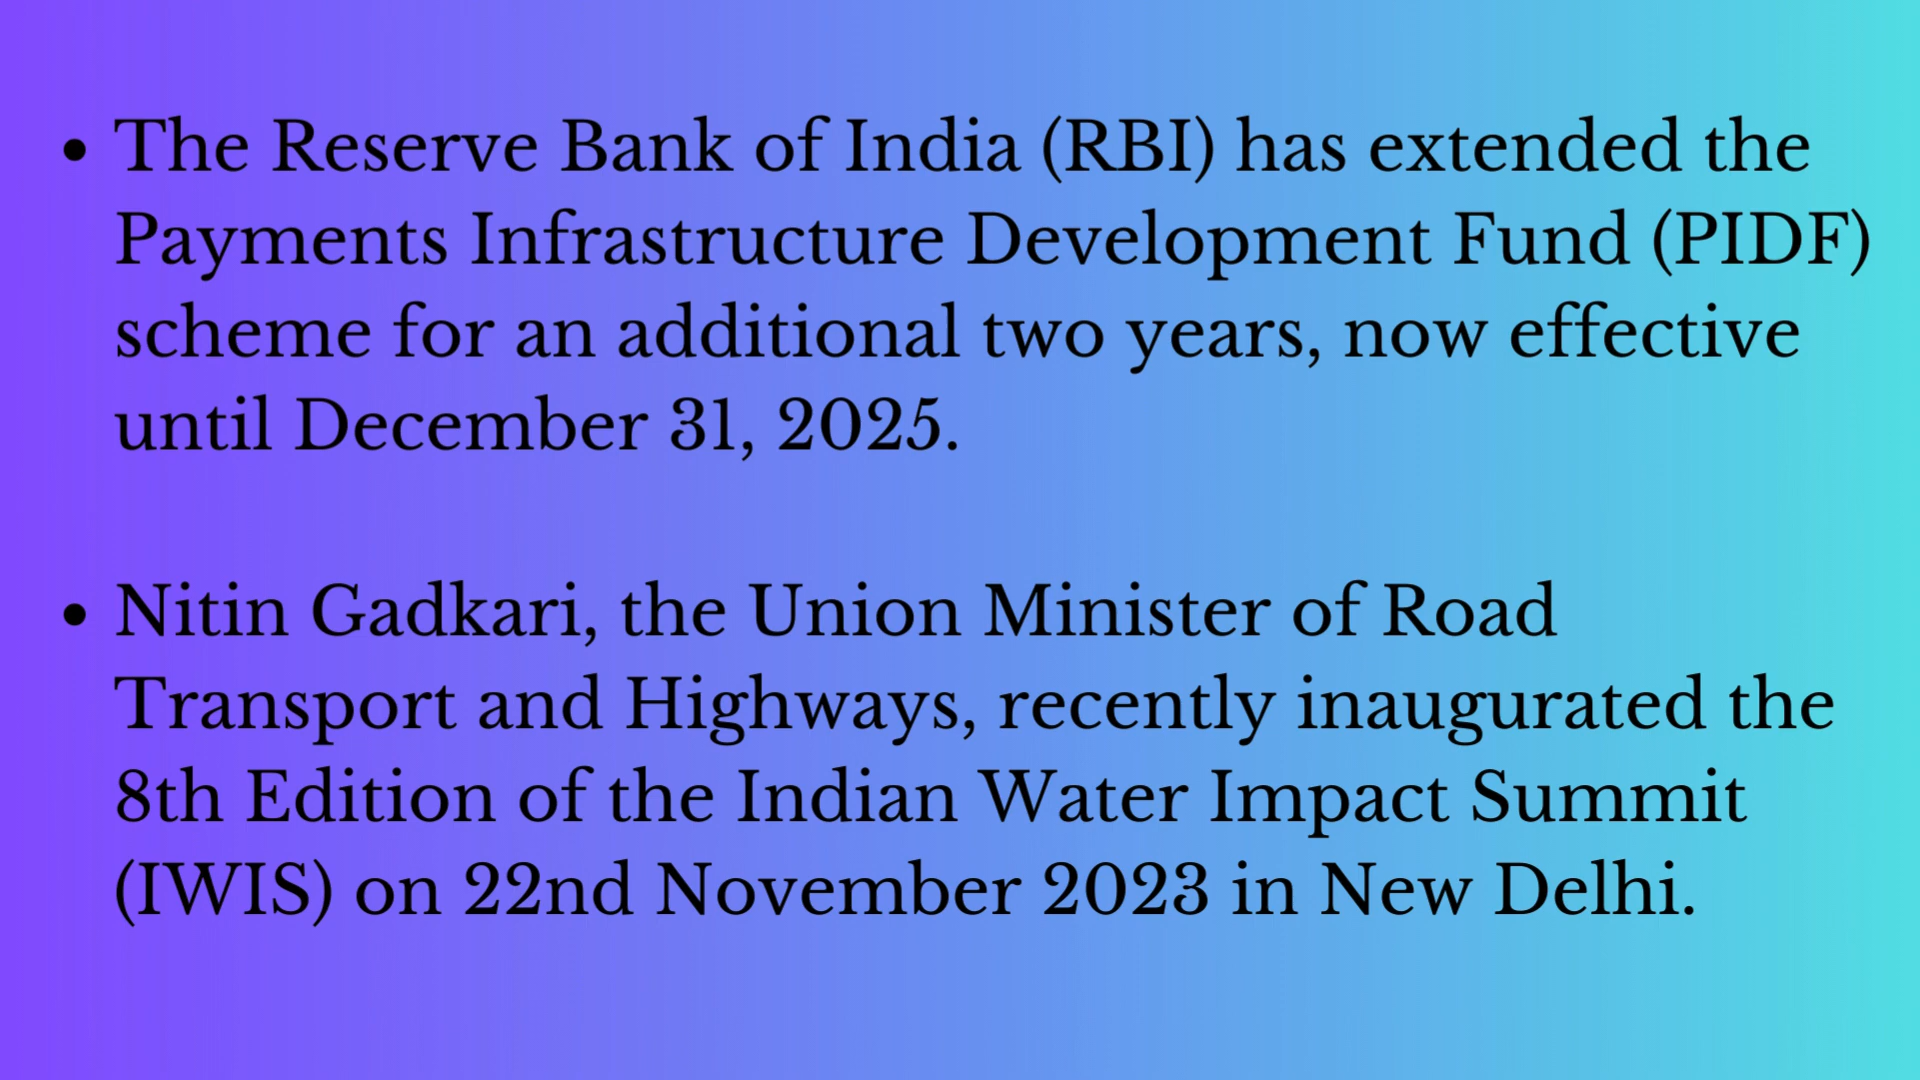 • The Reserve Bank of India (RBI) has extended the
Payments Infrastructure Development Fund (PIDF)
scheme for an additional two years, now effective
until December 31, 2025.
• Nitin Gadkari, the Union Minister of Road
Transport and Highways, recently inaugurated the
8th Edition of the Indian Water Impact Summit
(IWIS) on 22nd November 2023 in New Delhi.